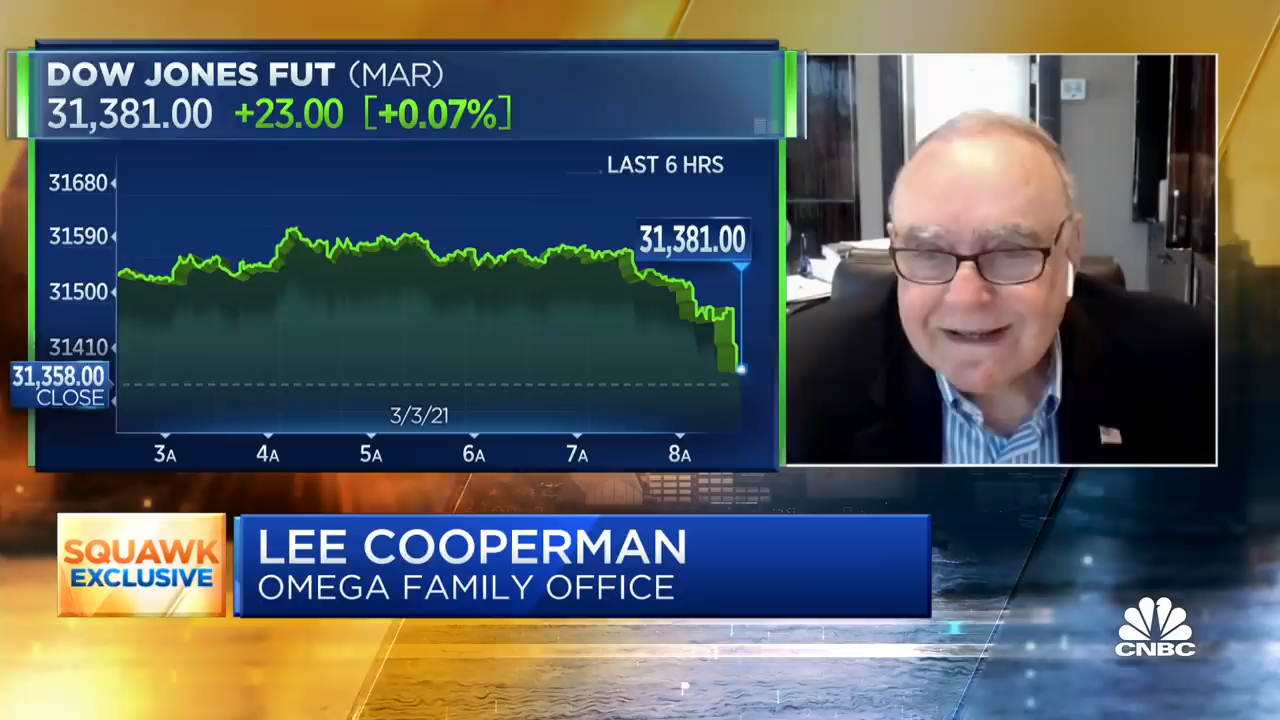 DOW JONES FUT (MAR)
31,381.00 +23.00 [+0.07%]
LAST 6 HRS
31680
31590
31,381.00
31500
31410
31,358.00
CLOSE
3/3/21
3A 4A 5A 6A 7A 8A
SQUAWK
EXCLUSIVE
LEE COOPERMAN
OMEGA FAMILY OFFICE
CNBC